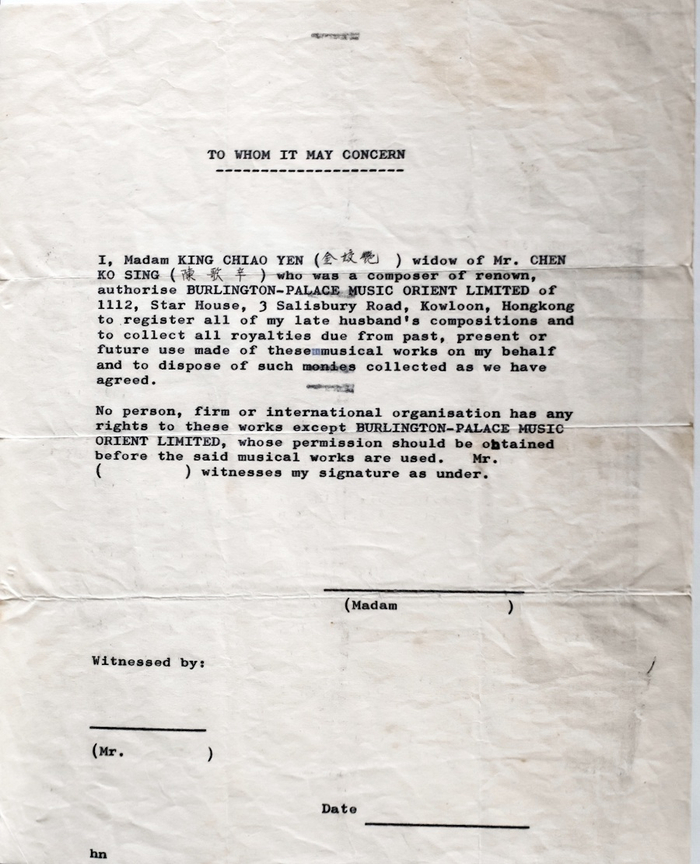 TO WHOM IT MAY CONCERN
I, Madam KING CHIAO YEN (金姣艷 ) widow of Mr. CHEN
KO SING (陳歌辛 ) who was a composer of renown,
authorise BURLINGTON-PALACE MUSIC ORIENT LIMITED of
1112, Star House, 3 Salisbury Road, Kowloon, Hongkong
to register all of my late husband's compositions and
to collect all royalties due from past, present or
future use made of thesemmusical works on my behalf
and to dispose of such monies collected as we have
agreed.
No person, firm or international organisation has any
rights to these works except BURLINGTON-PALACE MUSIC
ORIENT LIMITED, whose permission should be obtained
before the said musical works are used. Mr.
( ) witnesses my signature as under.
(Madam )
Witnessed by:
(Mr. )
Date
hn